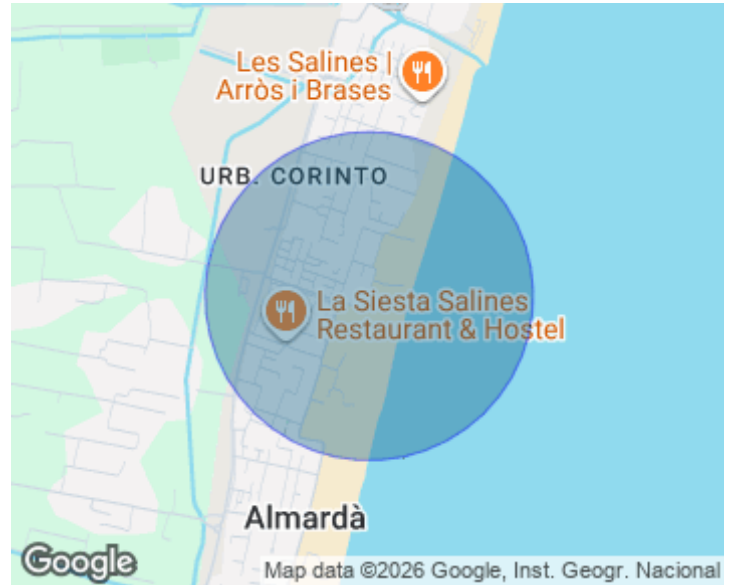 Les Salines |
Arròs i Brases
URB. CORINTO
La Siesta Salines
Restaurant & Hostel
Almardà
Google
Map data ©2026 Google, Inst. Geogr. Nacional